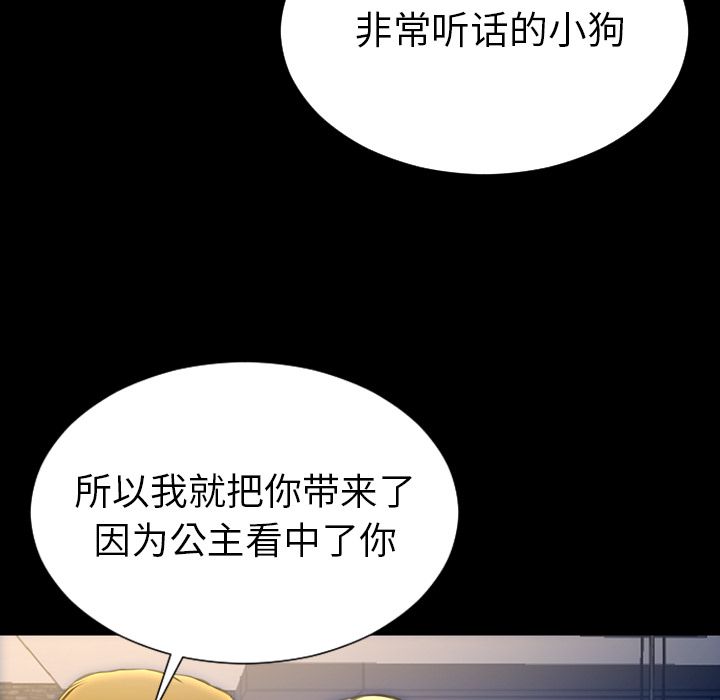 非常听话的小狗
所以我就把你带来了
因为公主看中了你